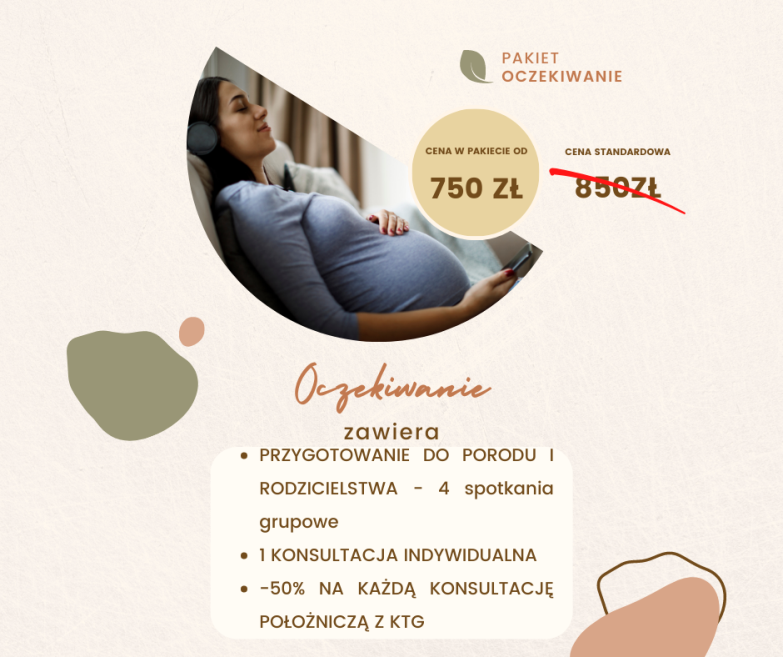 PAKIET
OCZEKIWANIE
CENA W PAKIECIE OD
750 ZŁ
CENA STANDARDOWA
850ZŁ
Oczekiwanie
zawiera
• PRZYGOTOWANIE DO PORODU I
RODZICIELSTWA - 4 spotkania
grupowe
• 1 KONSULTACJA INDYWIDUALNA
• -50% NA KAŻDĄ KONSULTACJĘ
POŁOŻNICZĄ Z KTG